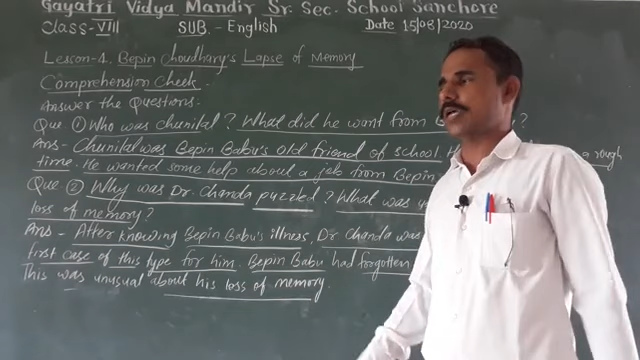 Gayatri Vidya Mandir Sr. Sec. School Sanchore
Class-VIII SUB.- English Date 15/08/2020
Lesson-4. Bepin Choudhary's Lapse of Memory
Comprehension Check.
Answer the Questions.
Que. ① Who was chunilal? What did he want from ?
Ans- Chunilal was Bepin Babu's old friend of school. a rough
time. He wanted some help about a job from Bepin
Que ② Why was Dr. Chanda puzzled? What was
loss of memory?
Ans - After knowing Bepin Babu's illness, Dr Chanda was
first case of this type for him. Bepin Babu had forgotten
This was unusual about his loss of memory.